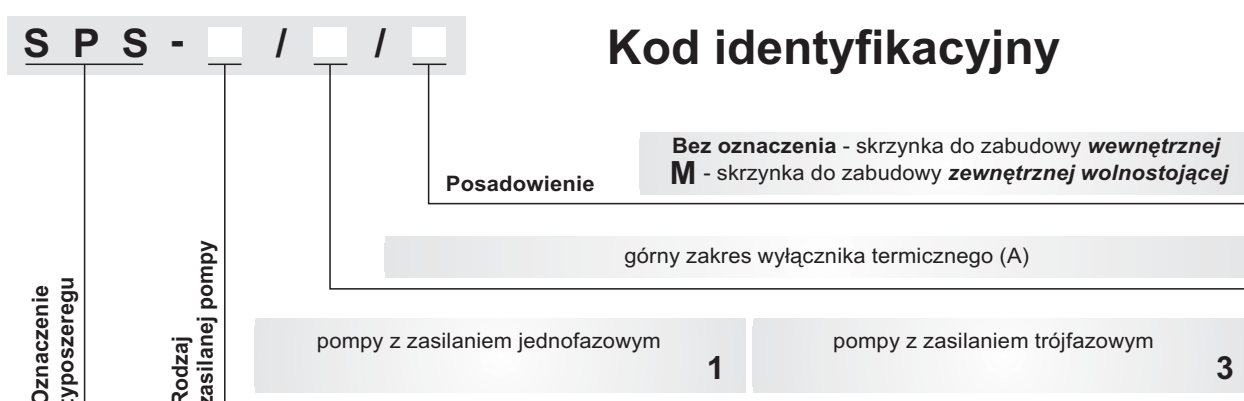 S P S - / /
Kod identyfikacyjny
Bez oznaczenia - skrzynka do zabudowy wewnętrznej
M - skrzynka do zabudowy zewnętrznej wolnostojącej
Posadowienie
górny zakres wyłącznika termicznego (A)
pompy z zasilaniem jednofazowym
1
pompy z zasilaniem trójfazowym
3
Oznaczenie
typoszeregu
Rodzaj
zasilanej pompy